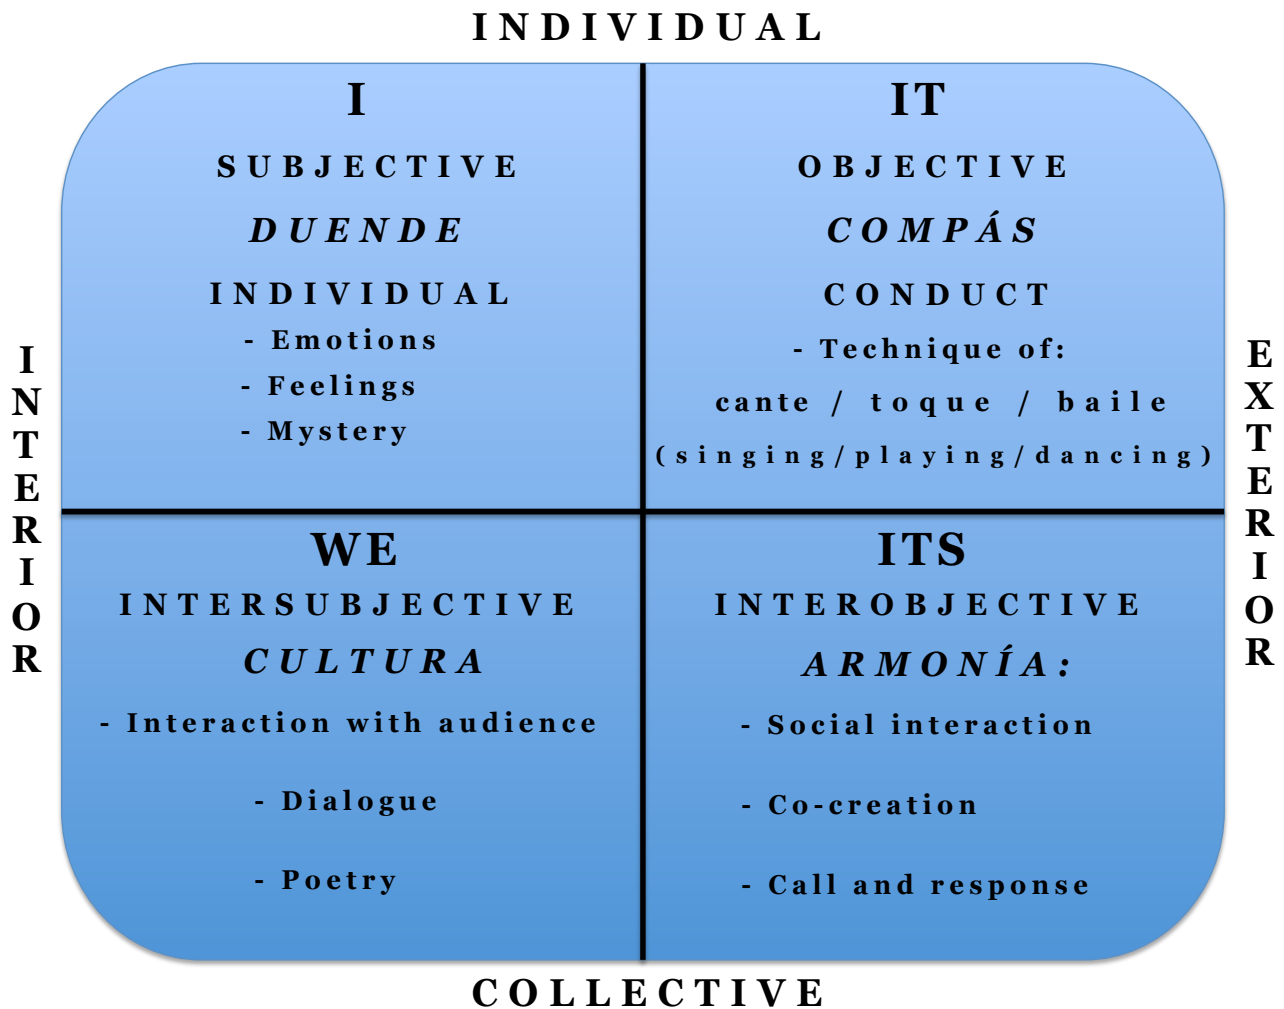 INDIVIDUAL
I
SUBJECTIVE
DUENDE
INDIVIDUAL
- Emotions
- Feelings
- Mystery
IT
OBJECTIVE
COMPÁS
CONDUCT
- Technique of:
cante / toque / baile
(singing/playing/dancing)
INTERIOR
EXTERIOR
WE
INTERSUBJECTIVE
CULTURA
- Interaction with audience
- Dialogue
- Poetry
ITS
INTEROBJECTIVE
ARMONÍA:
- Social interaction
- Co-creation
- Call and response
COLLECTIVE